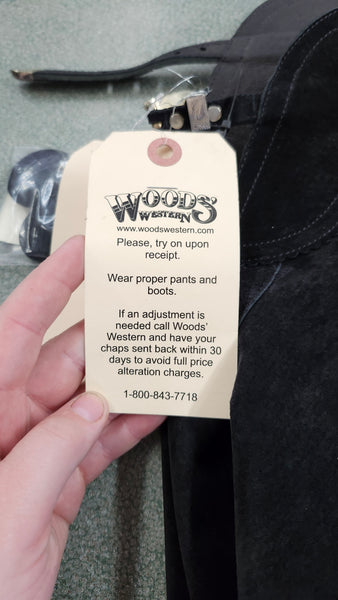 WOODS'
WESTERN
www.woodswestern.com
Please, try on upon
receipt.
Wear proper pants and
boots.
If an adjustment is
needed call Woods'
Western and have your
chaps sent back within 30
days to avoid full price
alteration charges.
1-800-843-7718